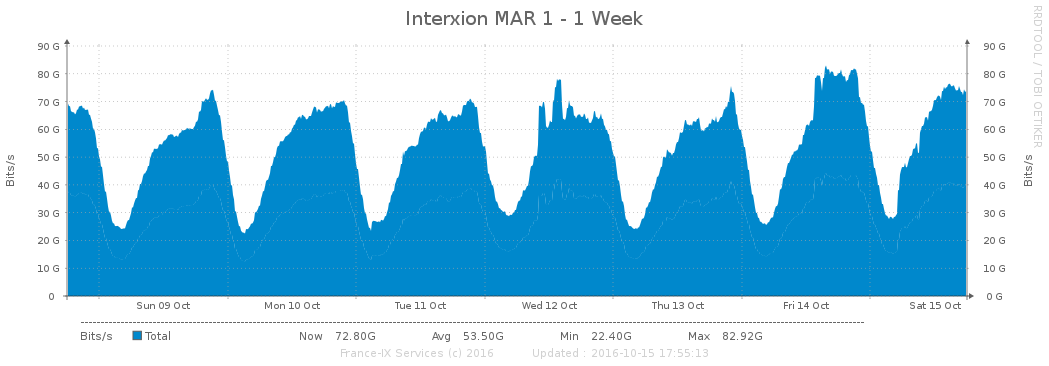 Interxion MAR 1 - 1 Week
RRDTOOL / TOBI OETIKER
Bits/s
Bits/s
90 G 90 G
80 G 80 G
70 G 70 G
60 G 60 G
50 G 50 G
40 G 40 G
30 G 30 G
20 G 20 G
10 G 10 G
0 0 G
Sun 09 Oct Mon 10 Oct Tue 11 Oct Wed 12 Oct Thu 13 Oct Fri 14 Oct Sat 15 Oct
Bits/s Total Now 72.80G Avg 53.50G Min 22.40G Max 82.92G
France-IX Services (c) 2016 Updated : 2016-10-15 17:55:13